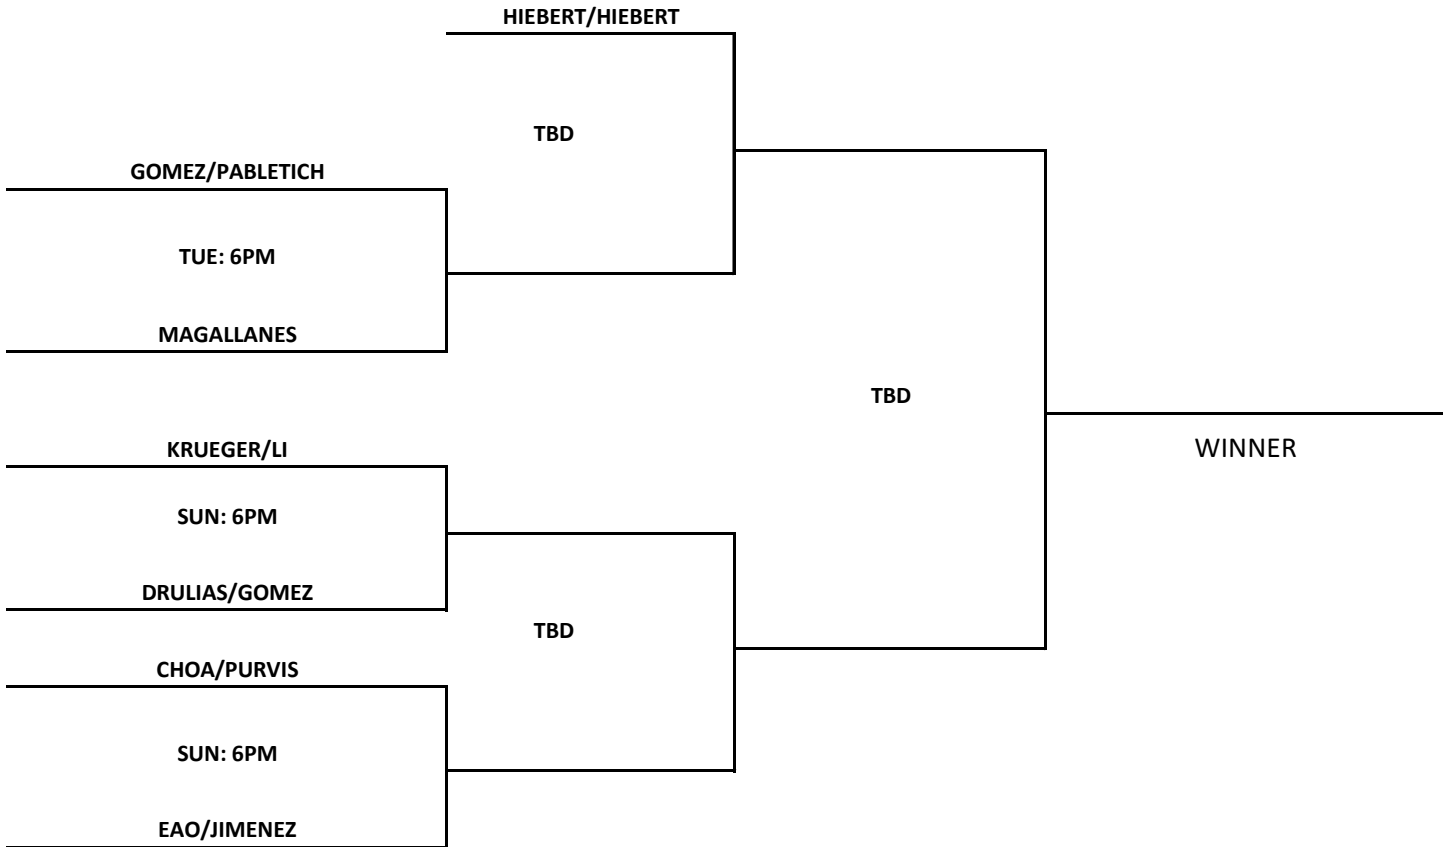 HIEBERT/HIEBERT
TBD
GOMEZ/PABLETICH
TUE: 6PM
MAGALLANES
TBD
KRUEGER/LI
WINNER
SUN: 6PM
DRULIAS/GOMEZ
TBD
CHOA/PURVIS
SUN: 6PM
EAO/JIMENEZ